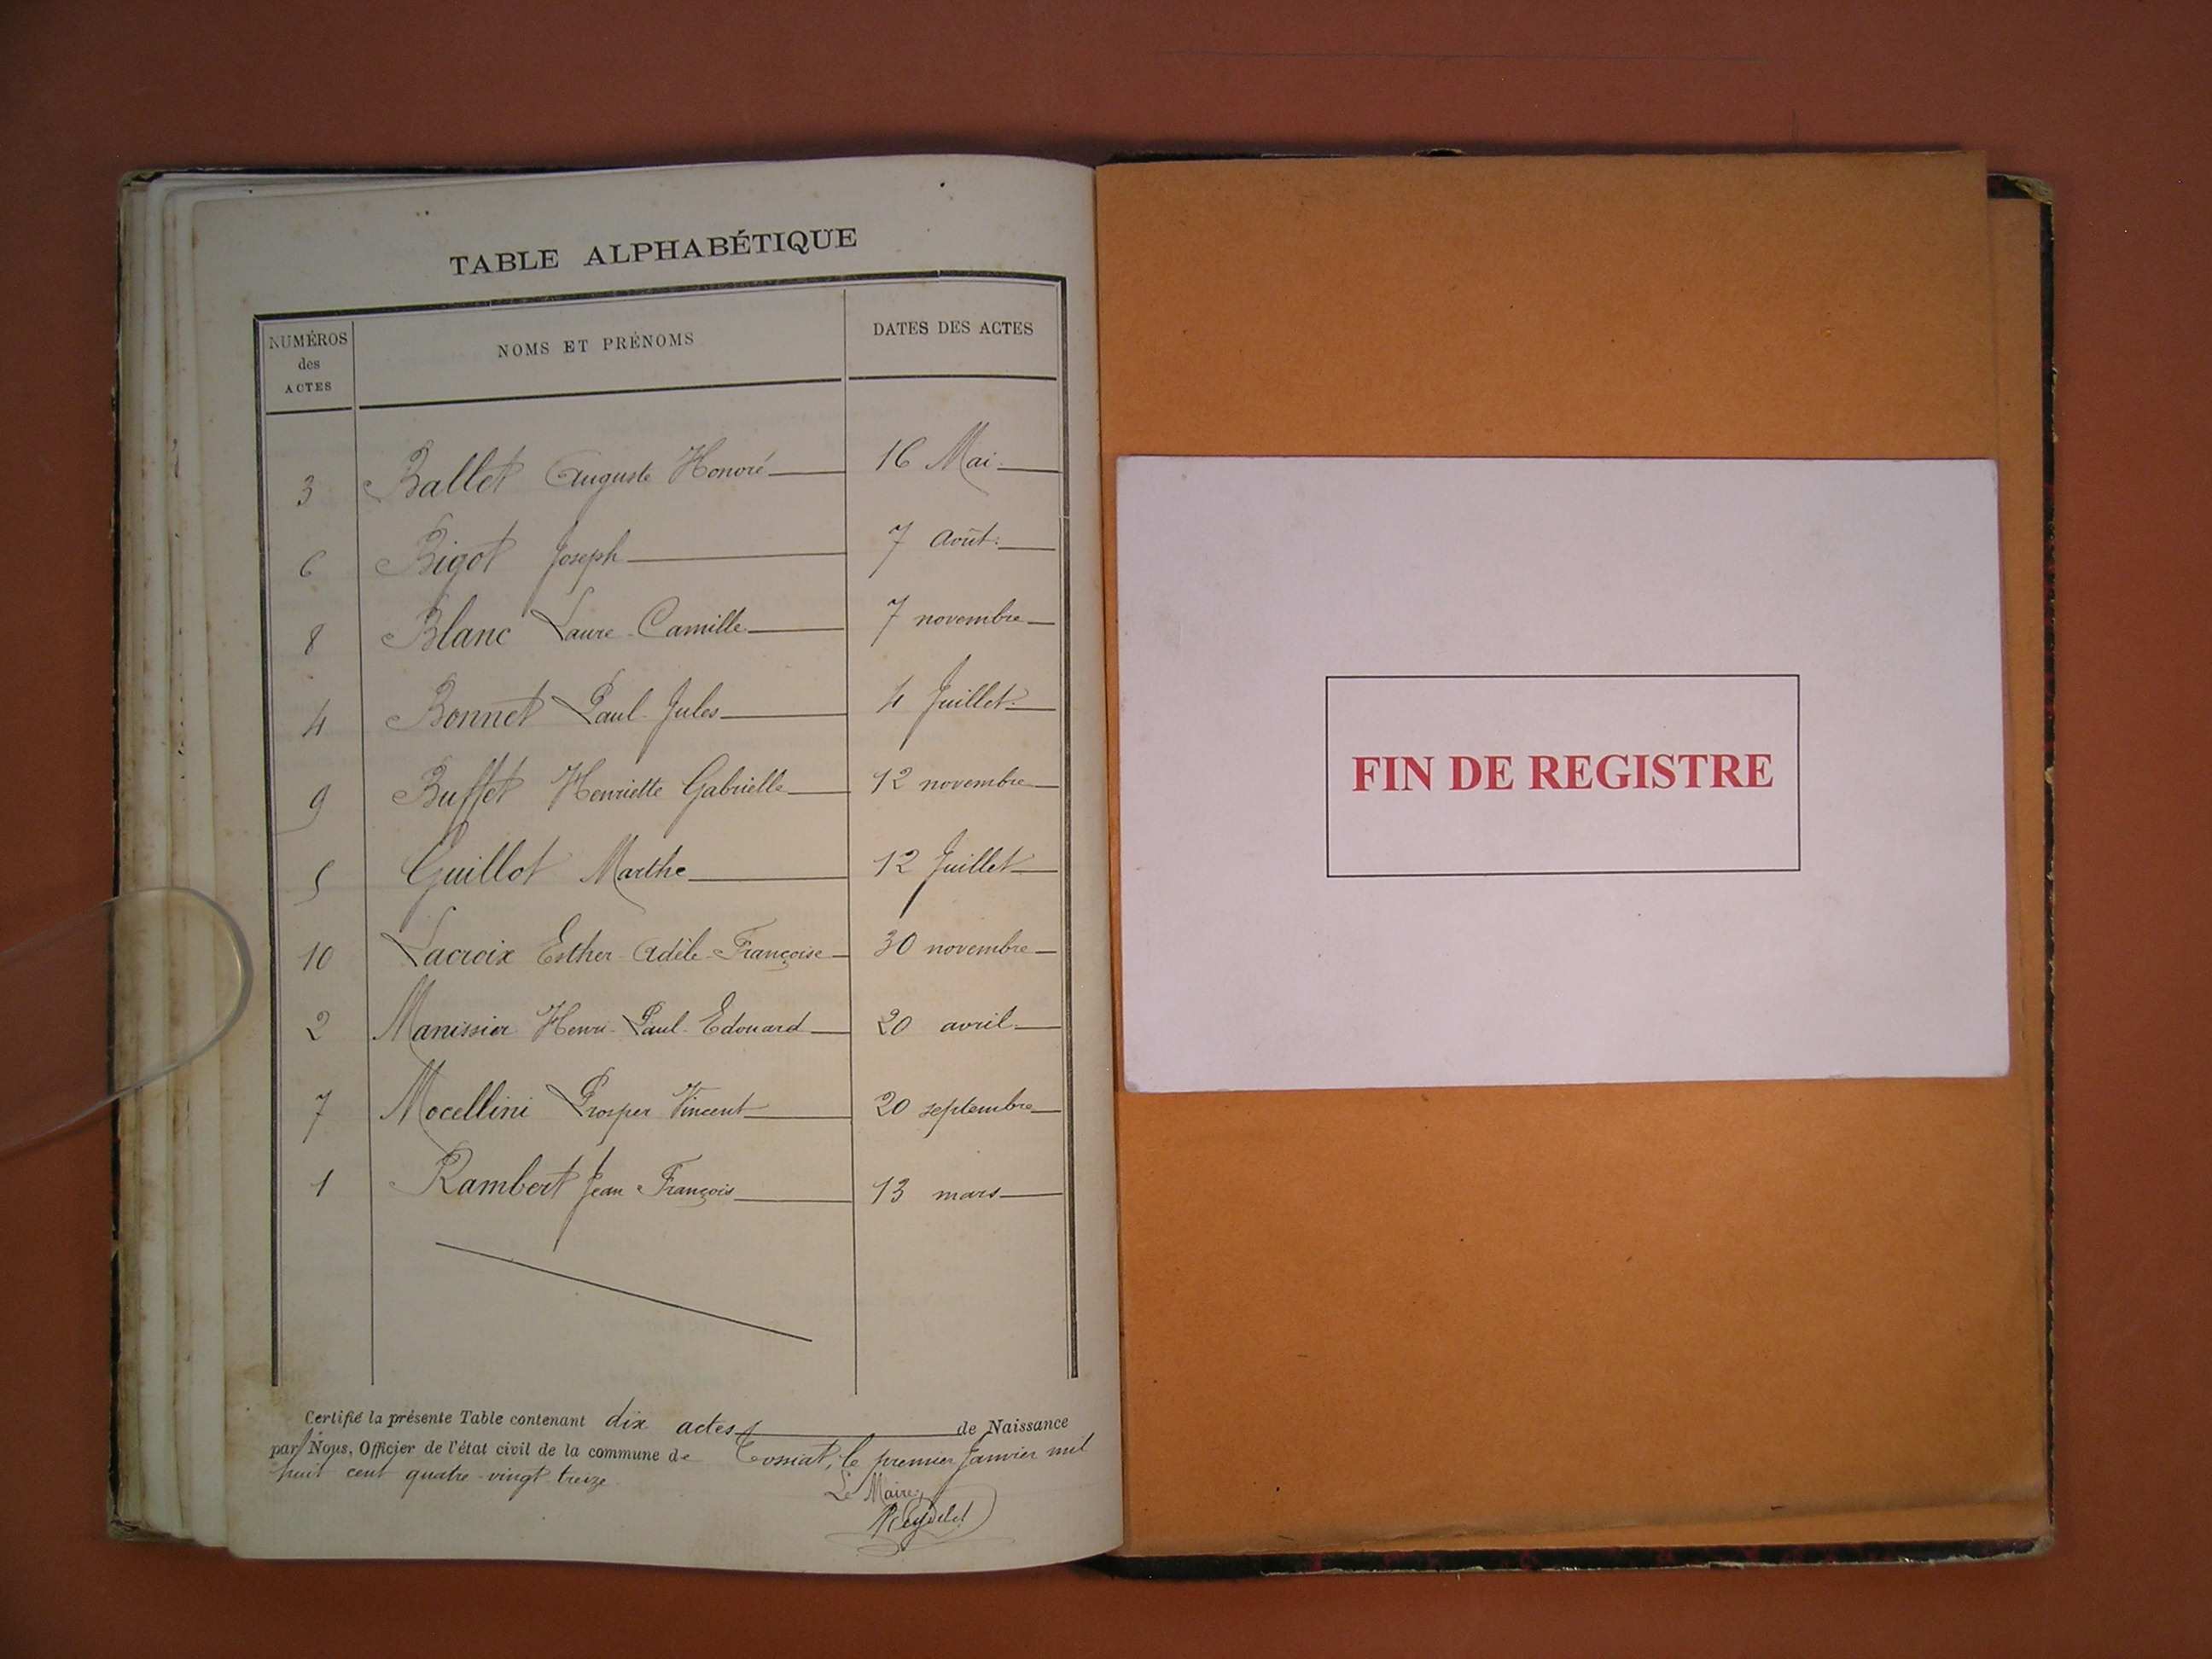 TABLE ALPHABÉTIQUE
NUMÉROS des ACTES NOMS ET PRÉNOMS DATES DES ACTES
3 Ballet Auguste Honoré 16 Mai
6 Bigot Joseph 7 Août
8 Blanc Laure Camille 7 novembre
4 Bonnet Paul Jules 4 Juillet
9 Buffet Henriette Gabrielle 12 novembre
5 Guillot Marthe 12 Juillet
10 Lacroix Esther Adèle Françoise 30 novembre
2 Manissier Henri Paul Edouard 20 avril
7 Mocellini Prosper Vincent 20 septembre
1 Rambert Jean François 13 mars
Certifié la présente Table contenant dix actes de Naissance
par Nous, Officier de l'état civil de la commune de Tossiat, le premier Janvier mil
huit cent quatre-vingt treize
Le Maire,
FIN DE REGISTRE